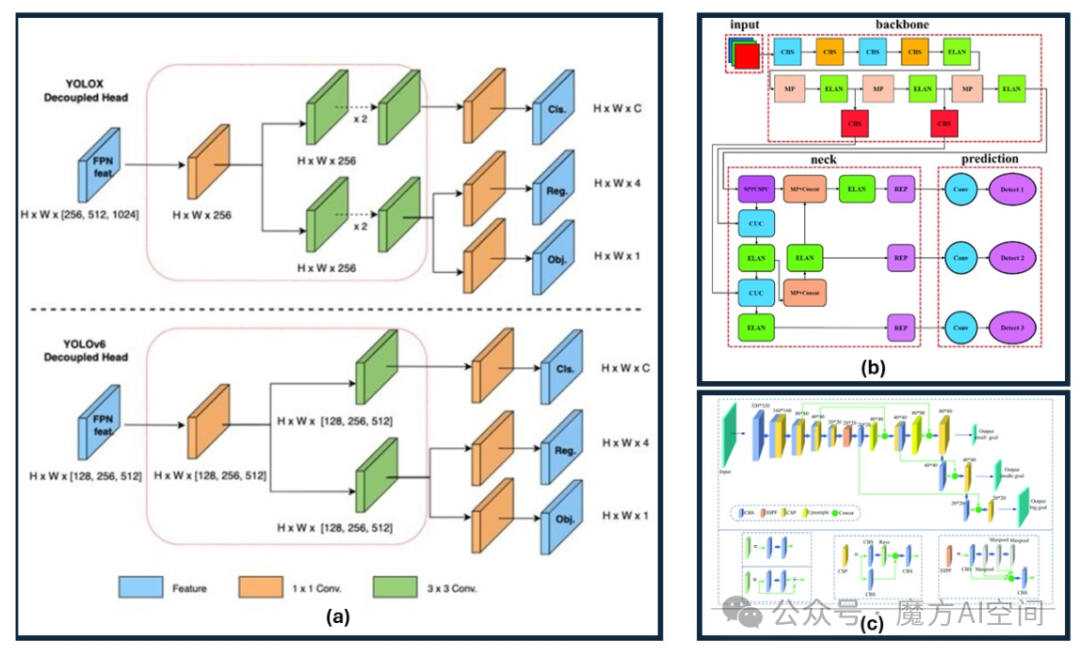 YOLOX
Decoupled Head
FPN
feat.
H x W x [256, 512, 1024]
H x W x 256
x 2
H x W x 256
x 2
H x W x 256
Cls.
H x W x C
Reg.
H x W x 4
Obj.
H x W x 1
YOLOv6
Decoupled Head
FPN
feat.
H x W x [128, 256, 512]
H x W x [128, 256, 512]
H x W x [128, 256, 512]
H x W x [128, 256, 512]
Cls.
H x W x C
Reg.
H x W x 4
Obj.
H x W x 1
Feature
1 x 1 Conv.
3 x 3 Conv.
(a)
input
backbone
CBS
CBS
CBS
CBS
ELAN
MP
ELAN
MP
ELAN
MP
ELAN
CBS
CBS
neck
prediction
SPPCSPC
MP+Concat
ELAN
REP
Conv
Detect 1
CUC
ELAN
ELAN
REP
Conv
Detect 2
CUC
MP+Concat
ELAN
REP
Conv
Detect 3
(b)
320*320
160*160
80*80
40*40
20*20
20*20
20*20
40*40
40*40
80*80
80*80
Input
Output
small goal
40*40
40*40
Output
20*20
20*20
Output
big goal
CBS
SPPF
CSP
Upsample
Concat
CSP
CBS
CBS
CBS
SPPF
CBS
Maxpool
Maxpool
Maxpool
CBS
(c)
公众号 · 魔方AI空间